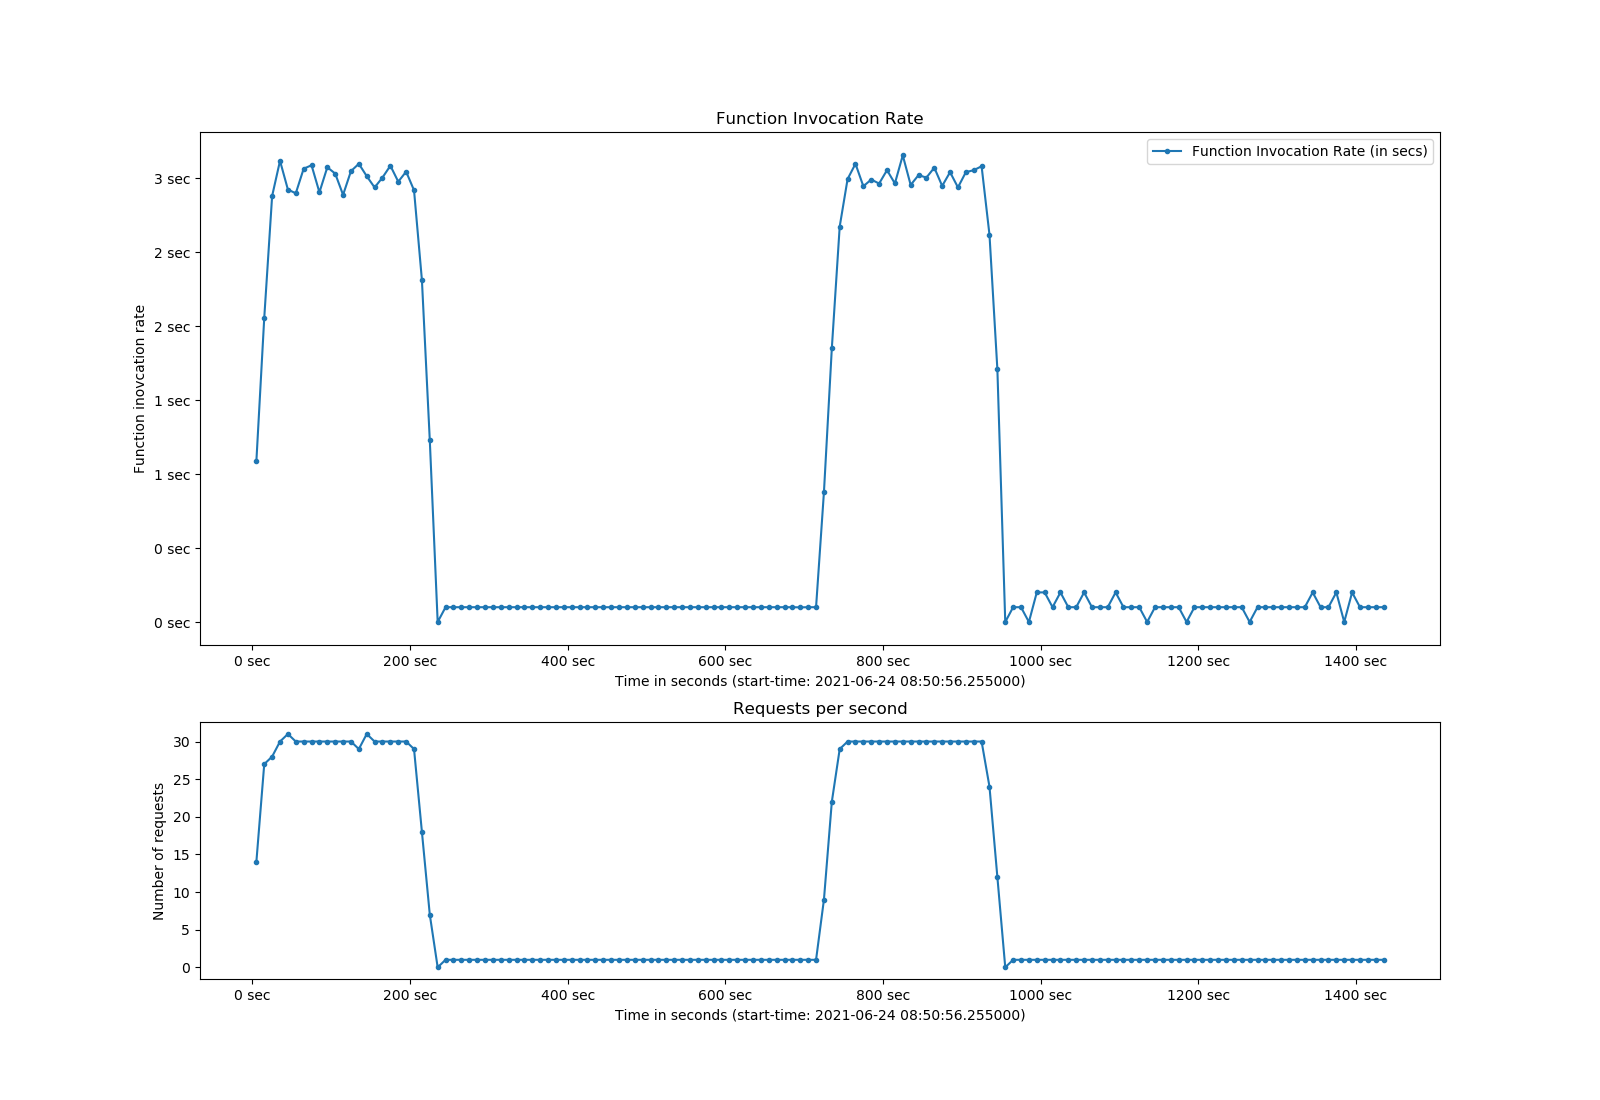 Function Invocation Rate
Function Invocation Rate (in secs)
3 sec
2 sec
2 sec
1 sec
1 sec
0 sec
0 sec
Function inovcation rate
0 sec 200 sec 400 sec 600 sec 800 sec 1000 sec 1200 sec 1400 sec
Time in seconds (start-time: 2021-06-24 08:50:56.255000)
Requests per second
30
25
20
15
10
5
0
Number of requests
0 sec 200 sec 400 sec 600 sec 800 sec 1000 sec 1200 sec 1400 sec
Time in seconds (start-time: 2021-06-24 08:50:56.255000)